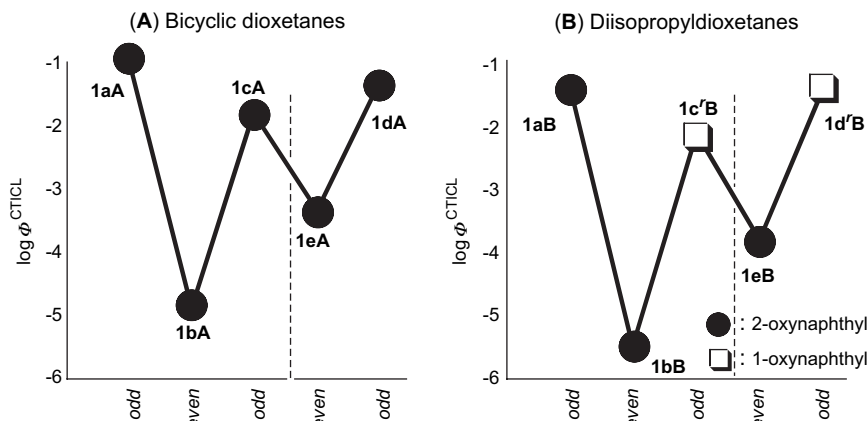 (A) Bicyclic dioxetanes
-1
-2
-3
-4
-5
-6
log Φ^CTICL
1aA
1bA
1cA
1eA
1dA
odd
even
odd
even
odd
(B) Diisopropyldioxetanes
-1
-2
-3
-4
-5
-6
log Φ^CTICL
1aB
1bB
1c'B
1eB
1d'B
: 2-oxynaphthyl
: 1-oxynaphthyl
odd
even
odd
even
odd